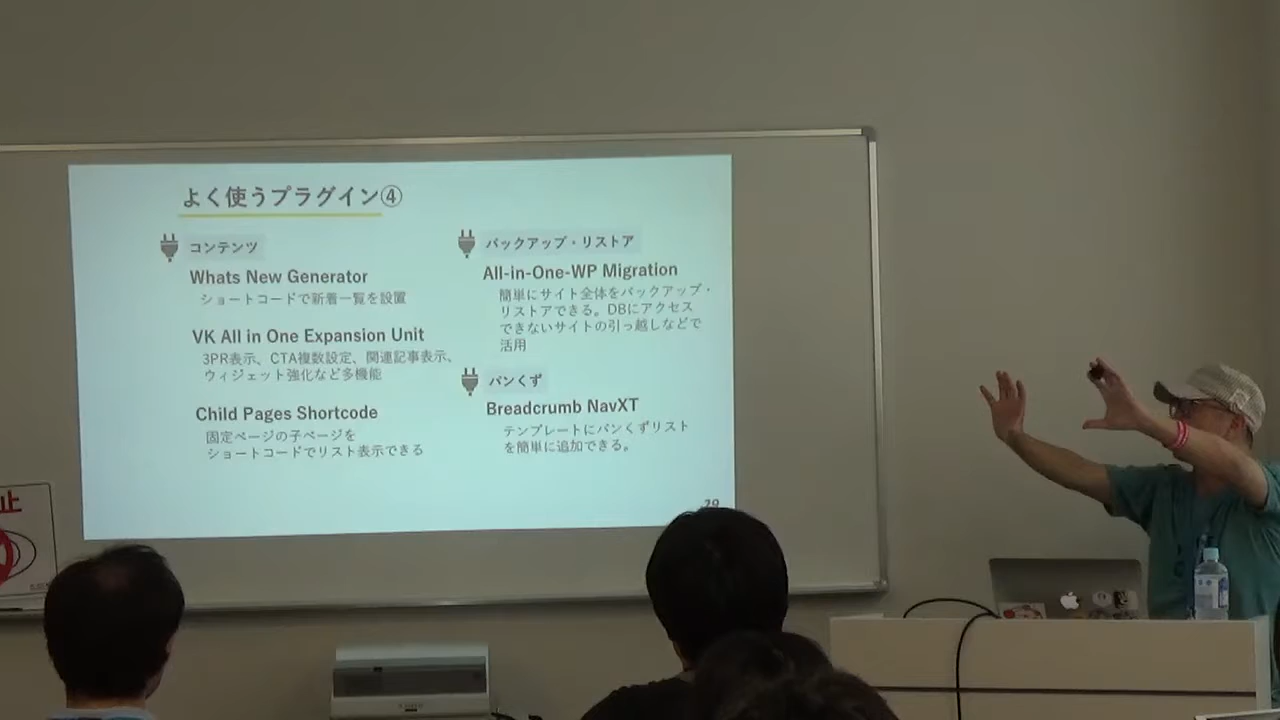 よく使うプラグイン④
コンテンツ
Whats New Generator
ショートコードで新着一覧を設置
VK All in One Expansion Unit
3PR表示、CTA複数設定、関連記事表示、
ウィジェット強化など多機能
Child Pages Shortcode
固定ページの子ページを
ショートコードでリスト表示できる
バックアップ・リストア
All-in-One-WP Migration
簡単にサイト全体をバックアップ・
リストアできる。DBにアクセス
できないサイトの引っ越しなどで
活用
パンくず
Breadcrumb NavXT
テンプレートにパンくずリスト
を簡単に追加できる。
止